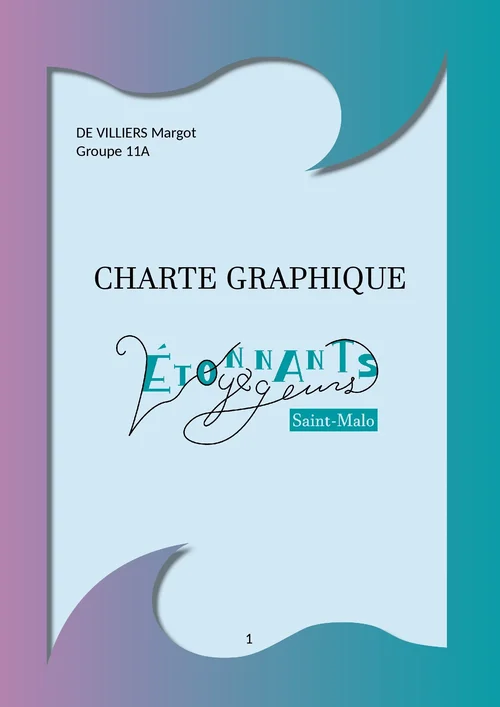 DE VILLIERS Margot
Groupe 11A
CHARTE GRAPHIQUE
ÉTONNANTS
Voyageurs
Saint-Malo
1